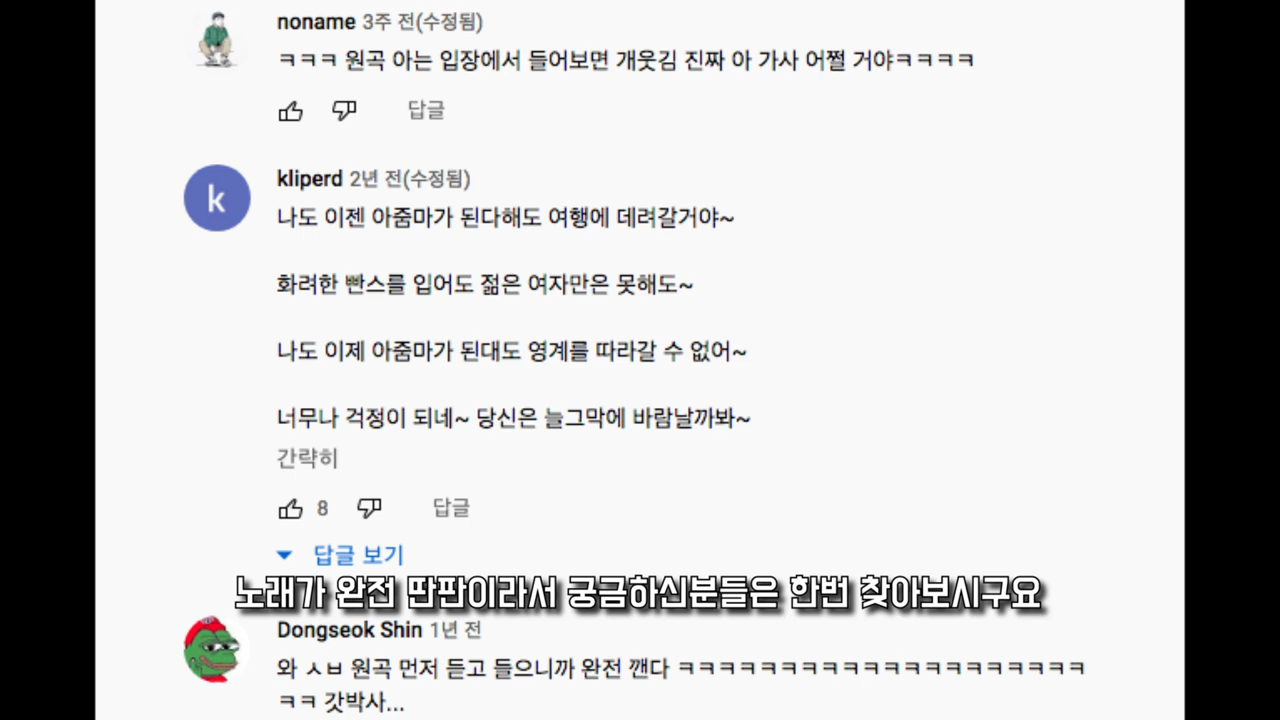 noname 3주 전(수정됨)
ㅋㅋㅋ 원곡 아는 입장에서 들어보면 개웃김 진짜 아 가사 어쩔 거야ㅋㅋㅋㅋ
답글
k
kliperd 2년 전(수정됨)
나도 이젠 아줌마가 된다해도 여행에 데려갈거야~
화려한 빤스를 입어도 젊은 여자만은 못해도~
나도 이제 아줌마가 된대도 영계를 따라갈 수 없어~
너무나 걱정이 되네~ 당신은 늘그막에 바람날까봐~
간략히
8 답글
답글 보기
노래가 완전 딴판이라서 궁금하신분들은 한번 찾아보시구요
Dongseok Shin 1년 전
와 ㅅㅂ 원곡 먼저 듣고 들으니까 완전 깬다 ㅋㅋㅋㅋㅋㅋㅋㅋㅋㅋㅋㅋㅋㅋㅋㅋㅋㅋㅋㅋ
ㅋㅋ 갓박사...